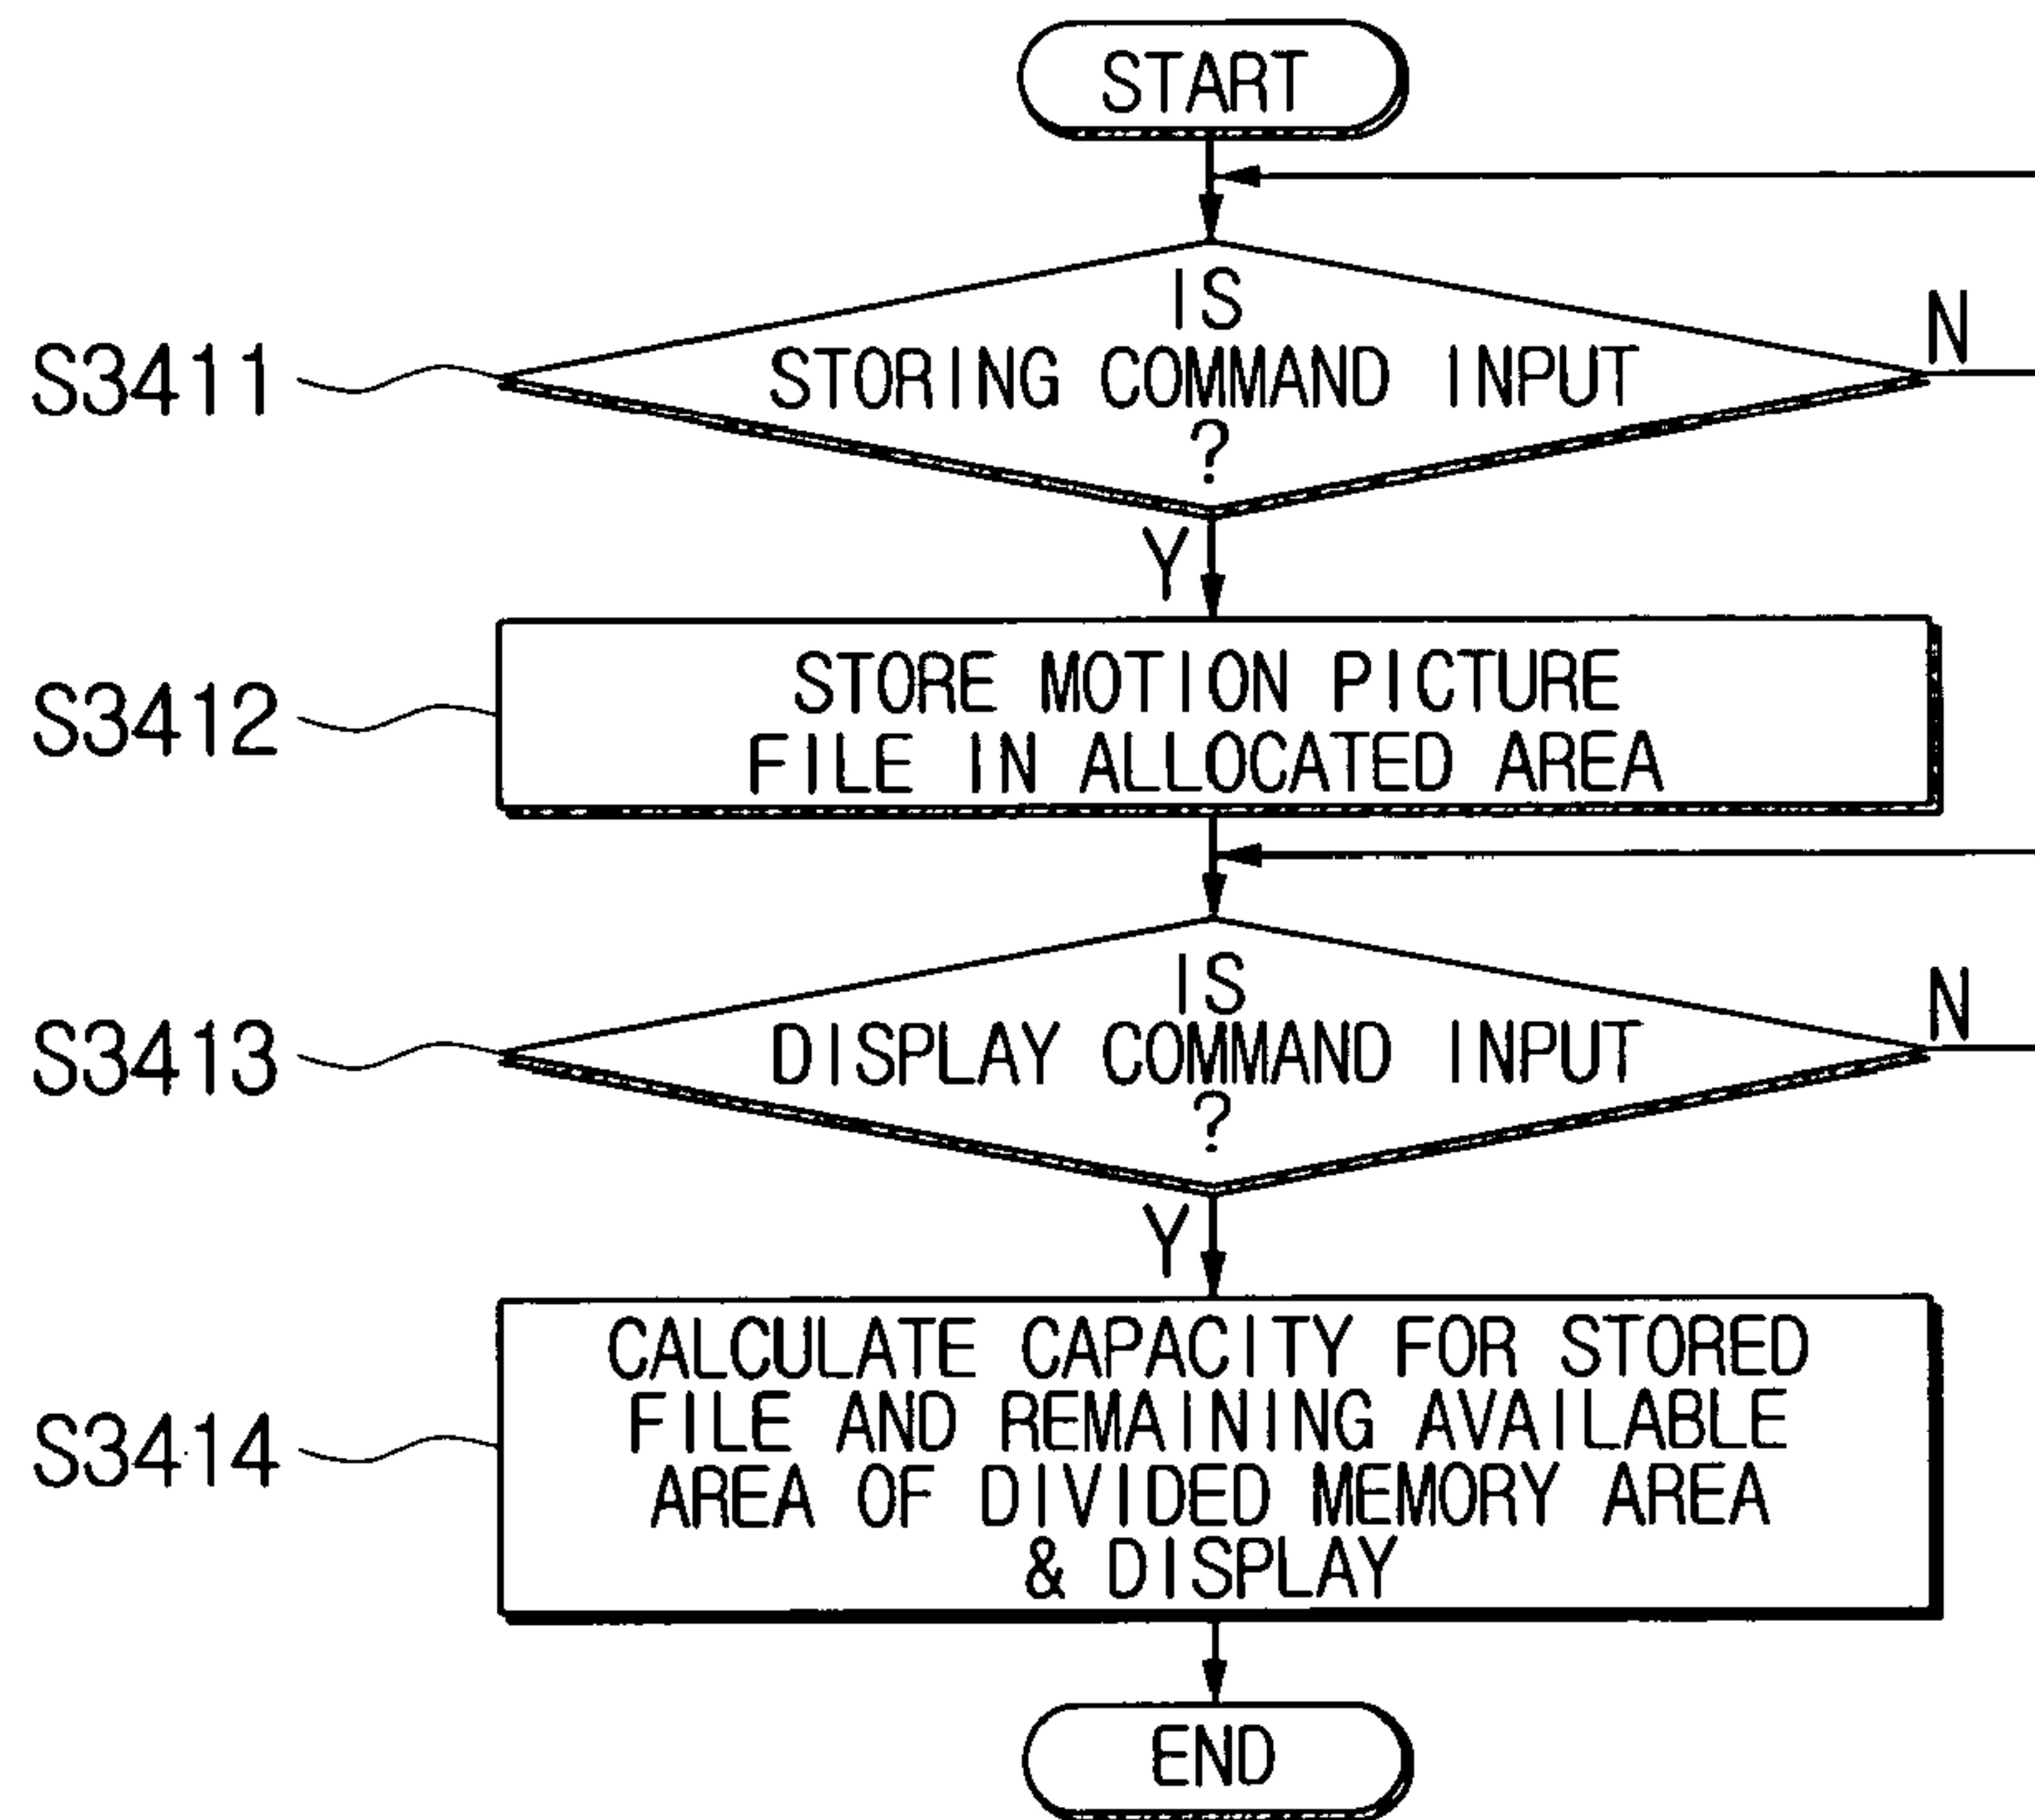 START
IS
STORING COMMAND INPUT
?
N
S3411
Y
STORE MOTION PICTURE
FILE IN ALLOCATED AREA
S3412
IS
DISPLAY COMMAND INPUT
?
N
S3413
Y
CALCULATE CAPACITY FOR STORED
FILE AND REMAINING AVAILABLE
AREA OF DIVIDED MEMORY AREA
& DISPLAY
S3414
END